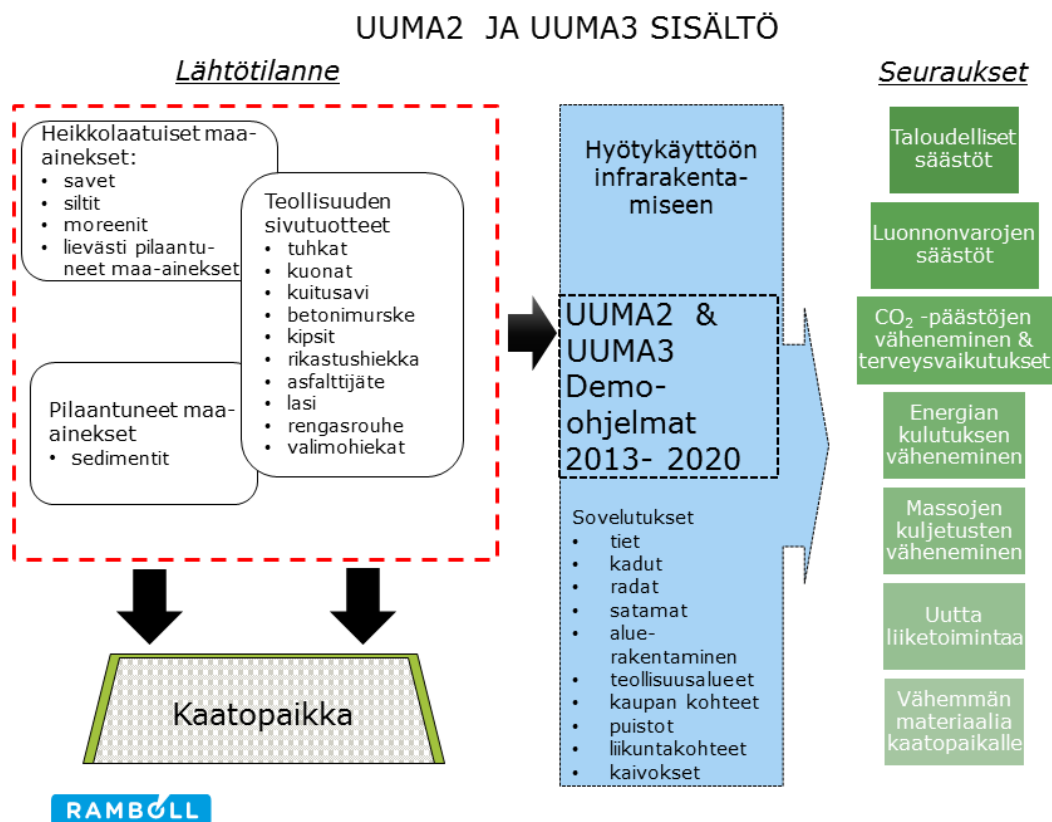 UUMA2 JA UUMA3 SISÄLTÖ
Lähtötilanne
Heikkolaatuiset maa-
ainekset:
• savet
• siltit
• moreenit
• lievästi pilaantu-
neet maa-ainekset
Teollisuuden
sivutuotteet
• tuhkat
• kuonat
• kuitusavi
• betonimurske
• kipsit
• rikastushiekka
• asfalttijäte
• lasi
• rengasrouhe
• valimohiekat
Pilaantuneet maa-
ainekset
• sedimentit
Kaatopaikka
Hyötykäyttöön
infrarakenta-
miseen
UUMA2 &
UUMA3
Demo-
ohjelmat
2013- 2020
Sovelutukset
• tiet
• kadut
• radat
• satamat
• alue-
rakentaminen
• teollisuusalueet
• kaupan kohteet
• puistot
• liikuntakohteet
• kaivokset
Seuraukset
Taloudelliset
säästöt
Luonnonvarojen
säästöt
CO₂ -päästöjen
väheneminen &
terveysvaikutukset
Energian
kulutuksen
väheneminen
Massojen
kuljetusten
väheneminen
Uutta
liiketoimintaa
Vähemmän
materiaalia
kaatopaikalle
RAMBOLL